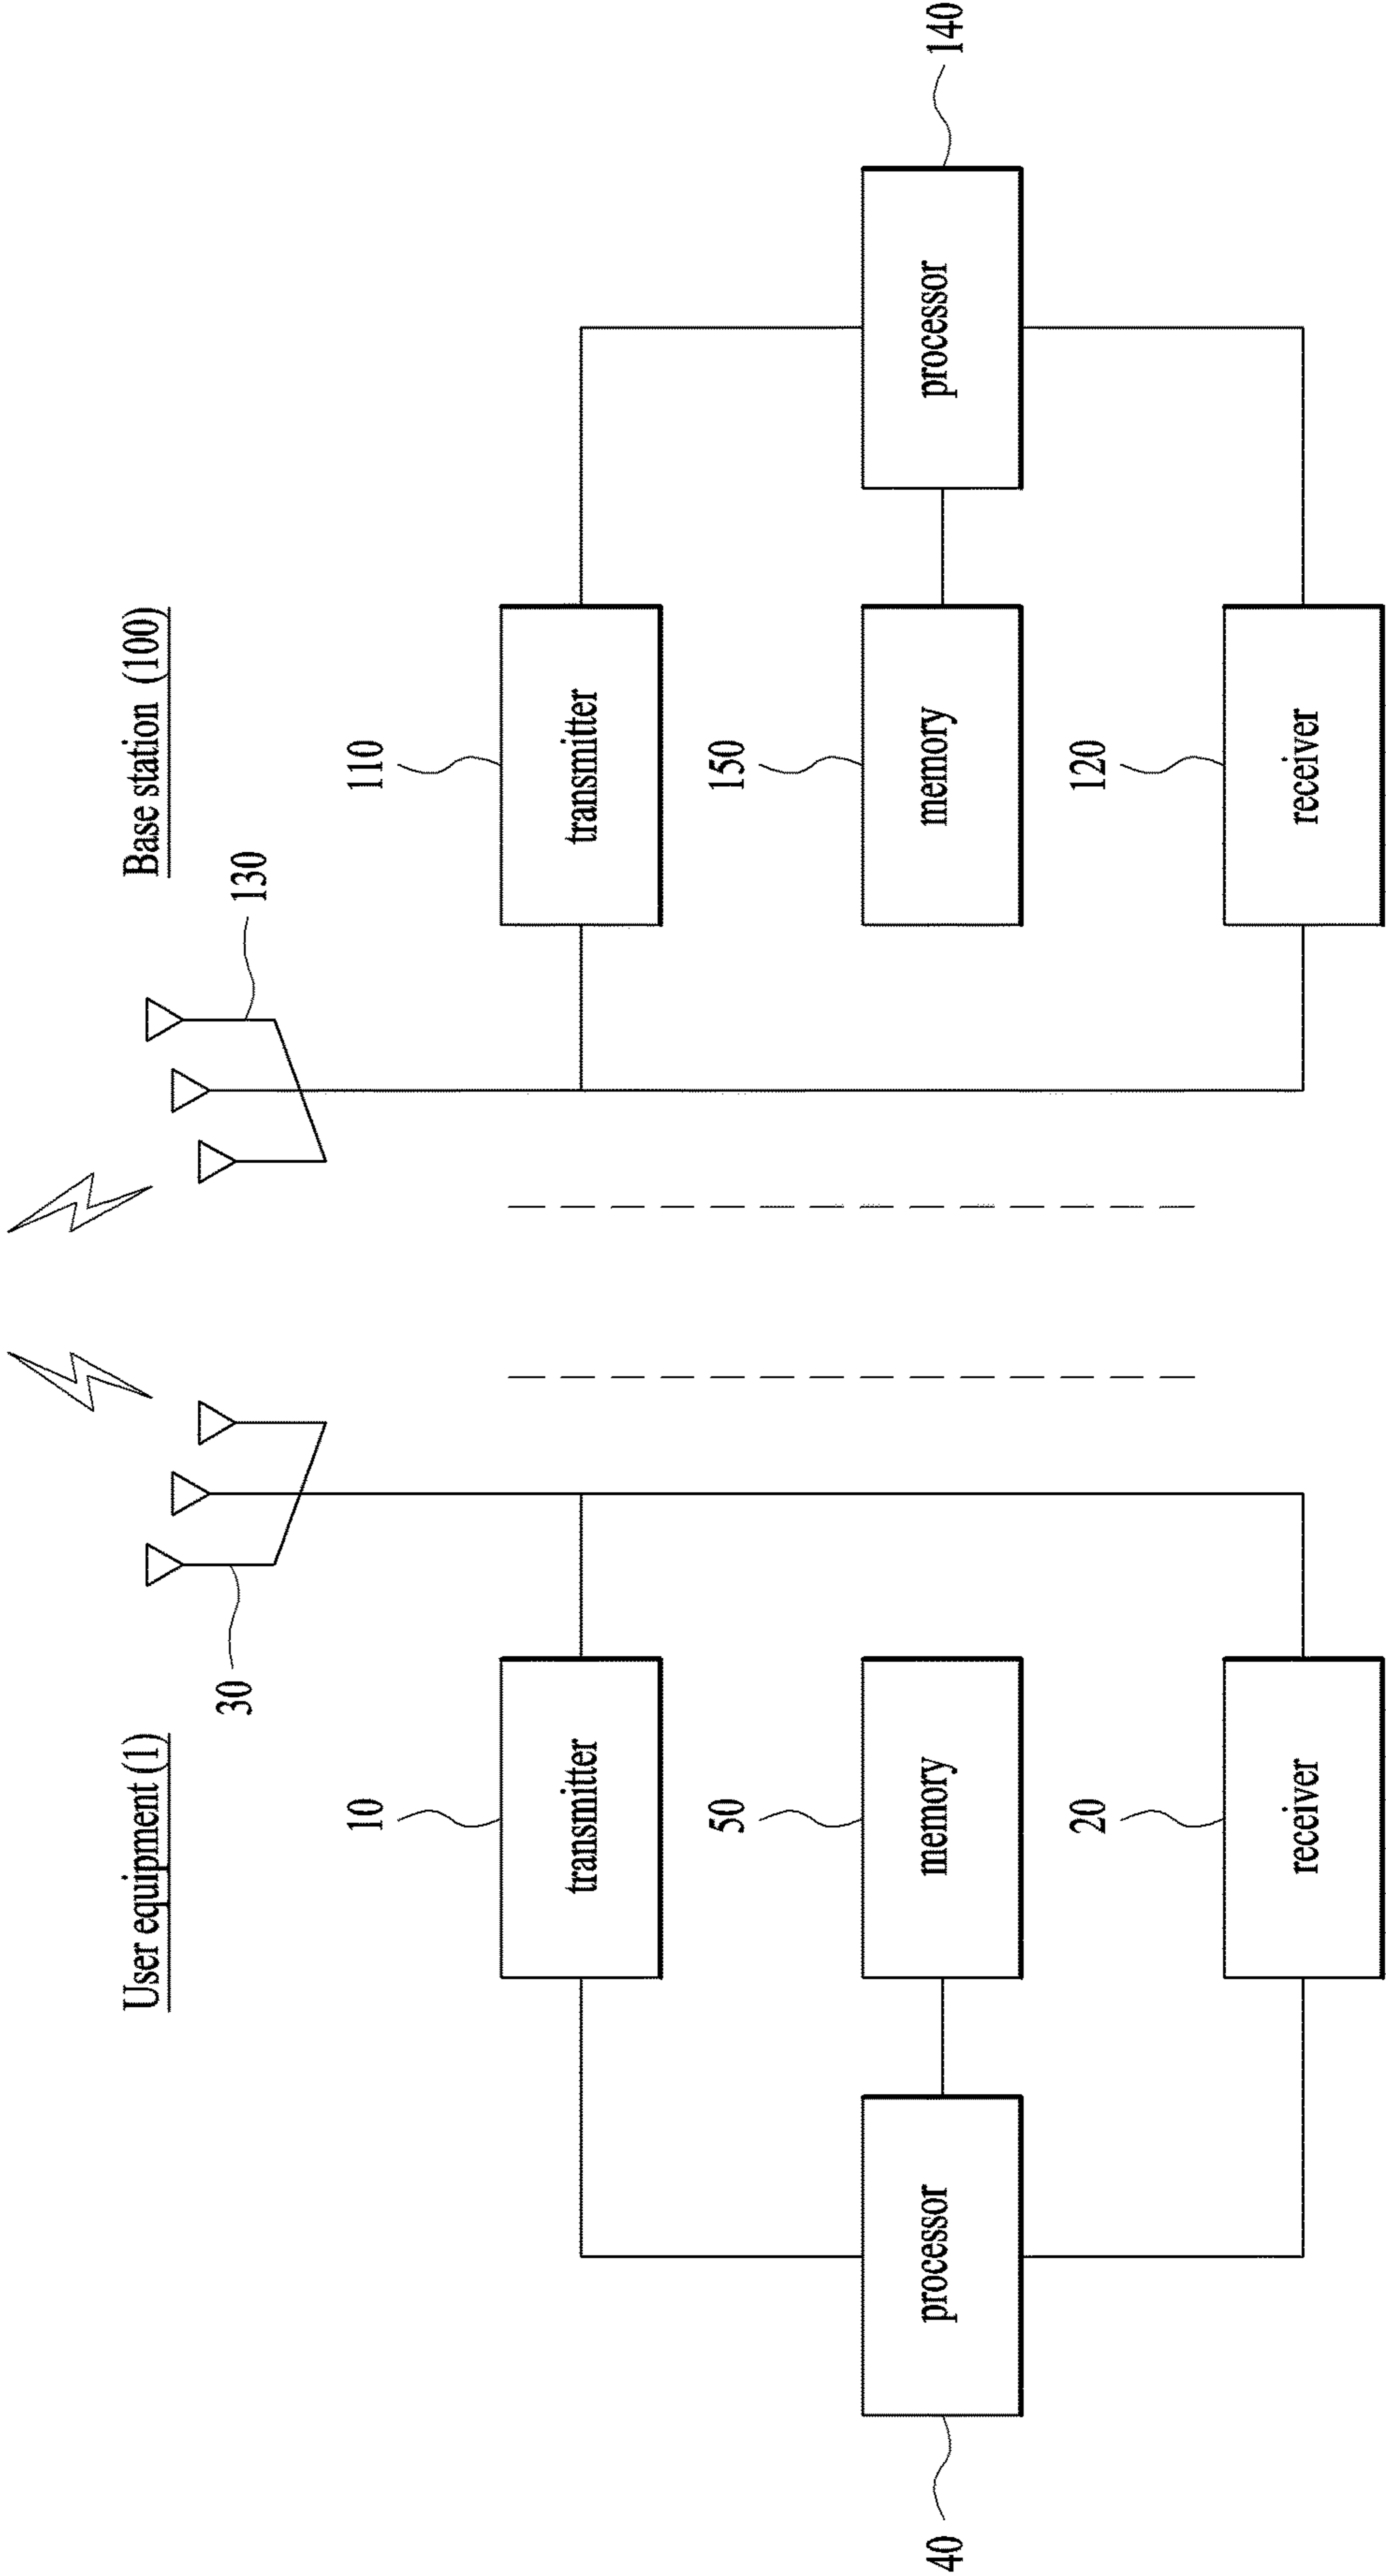 User equipment (1)
30
10
transmitter
40
processor
50
memory
20
receiver
Base station (100)
130
110
transmitter
140
processor
150
memory
120
receiver